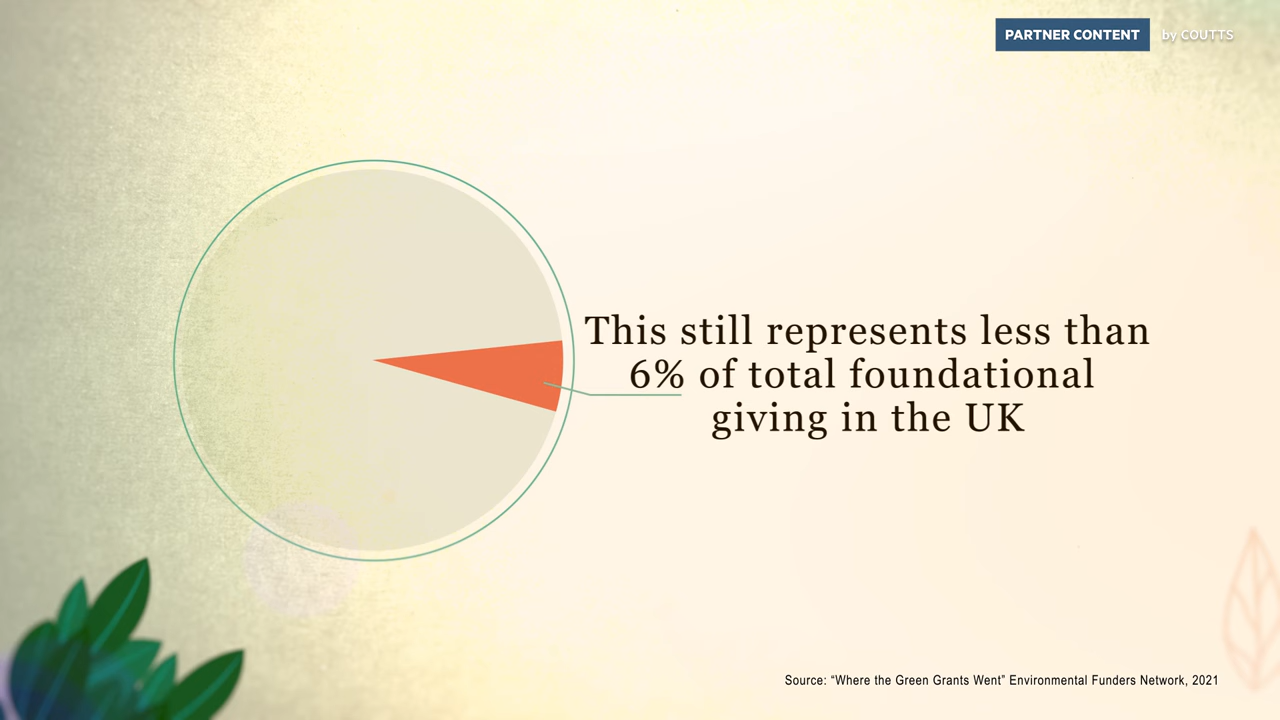 PARTNER CONTENT by COUTTS
This still represents less than
6% of total foundational
giving in the UK
Source: “Where the Green Grants Went” Environmental Funders Network, 2021